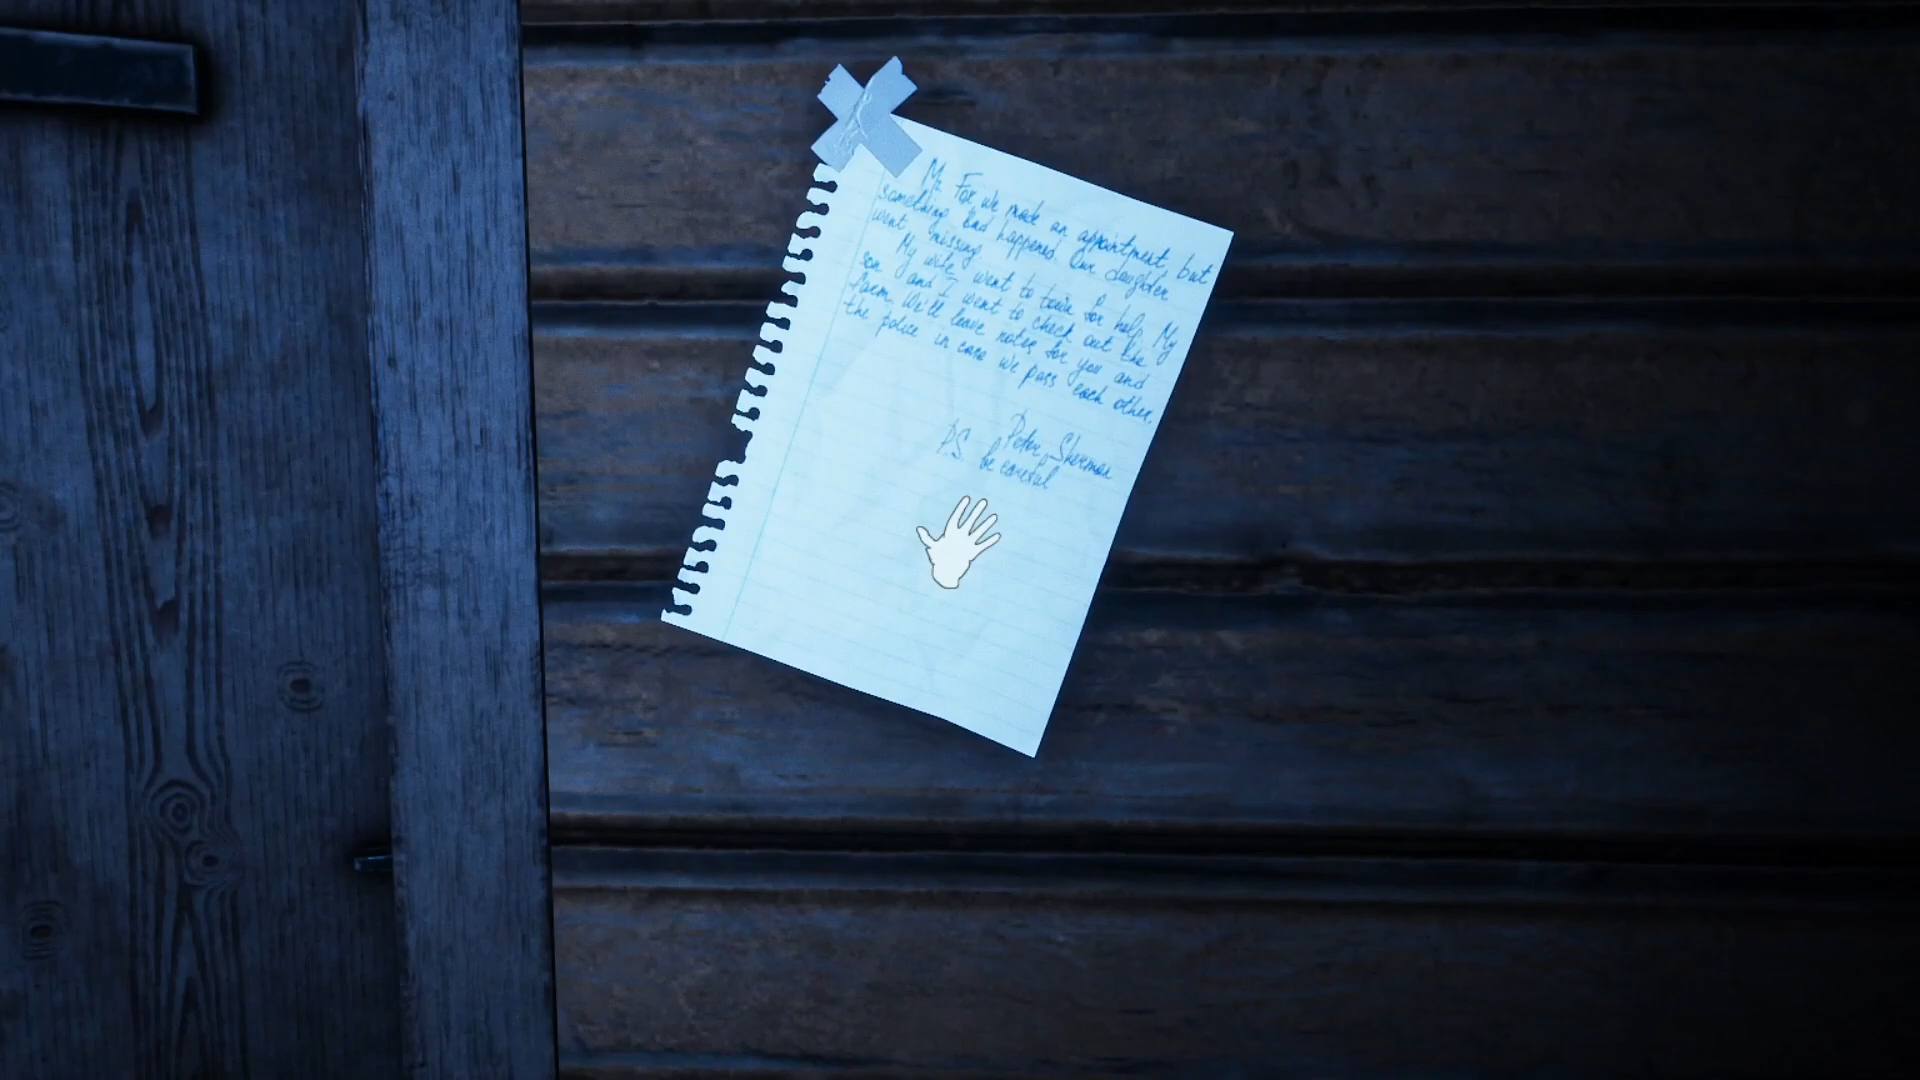 Mr. Fox we made an appointment, but
something bad happened. Our daughter
went missing.
My wife went to town for help. My
son and I went to check out the
farm. We'll leave notes for you and
the police in case we pass each other.
Peter Sherman
P.S. be careful